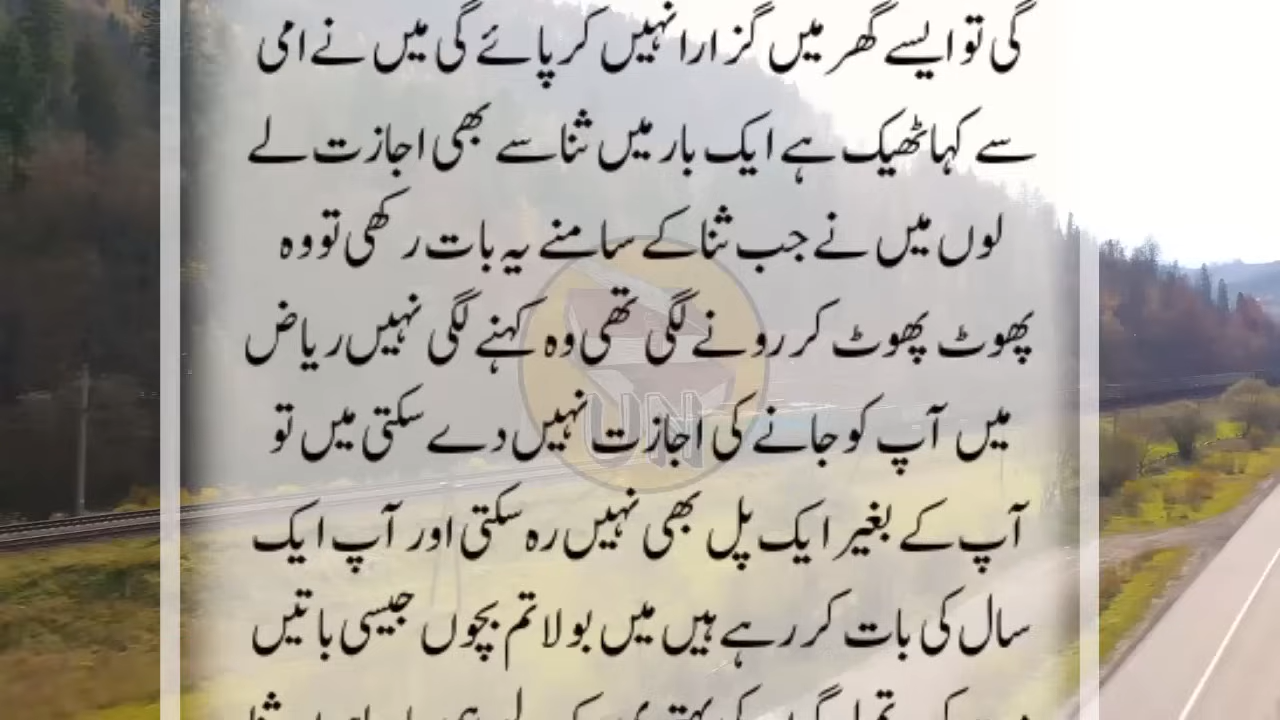 گی تو ایسے گھر میں گزارا نہیں کر پائے گی میں نے امی
سے کہا ٹھیک ہے ایک بار میں ثنا سے بھی اجازت لے
لوں میں نے جب ثنا کے سامنے یہ بات رکھی تو وہ
پھوٹ پھوٹ کر رونے لگی تھی وہ کہنے لگی نہیں ریاض
میں آپ کو جانے کی اجازت نہیں دے سکتی میں تو
آپ کے بغیر ایک پل بھی نہیں رہ سکتی اور آپ ایک
سال کی بات کر رہے ہیں میں بولا تم بچوں جیسی باتیں
UN